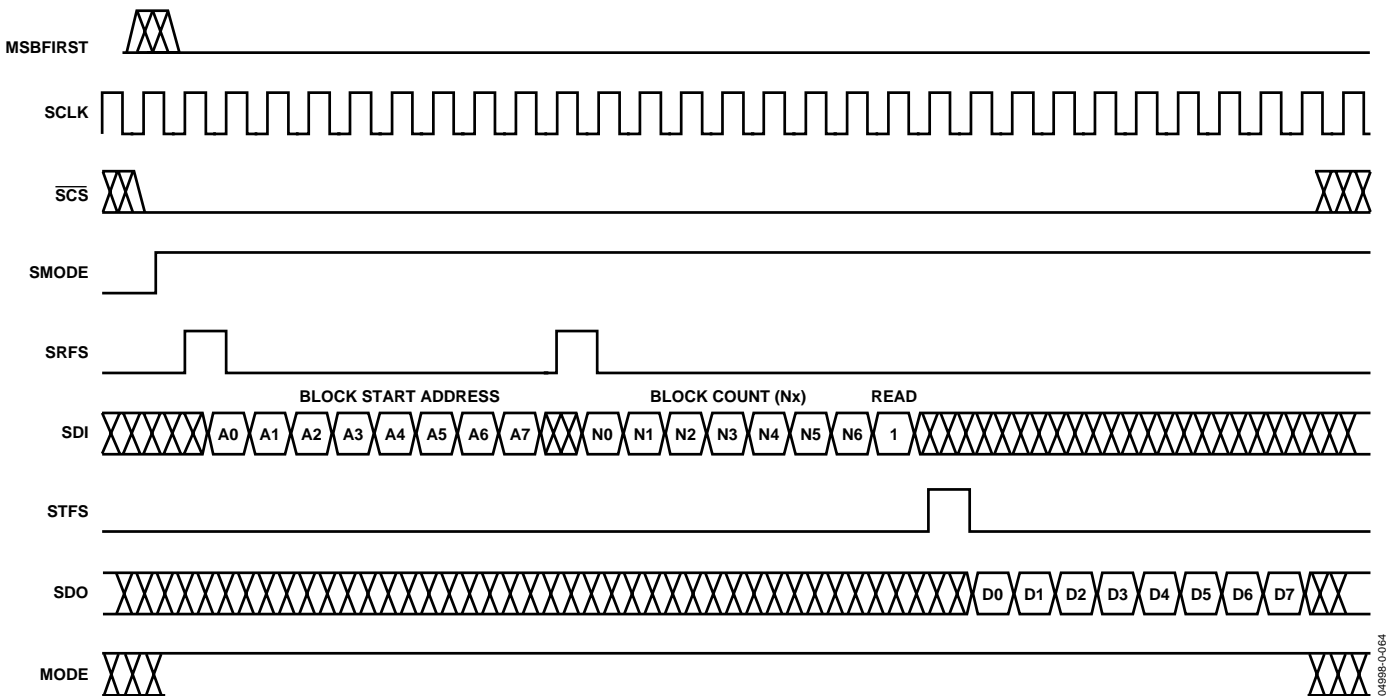 MSBFIRST
SCLK
SCS
SMODE
SRFS
BLOCK START ADDRESS BLOCK COUNT (Nx) READ
SDI A0 A1 A2 A3 A4 A5 A6 A7 N0 N1 N2 N3 N4 N5 N6 1
STFS
SDO D0 D1 D2 D3 D4 D5 D6 D7
MODE
04998-0-064